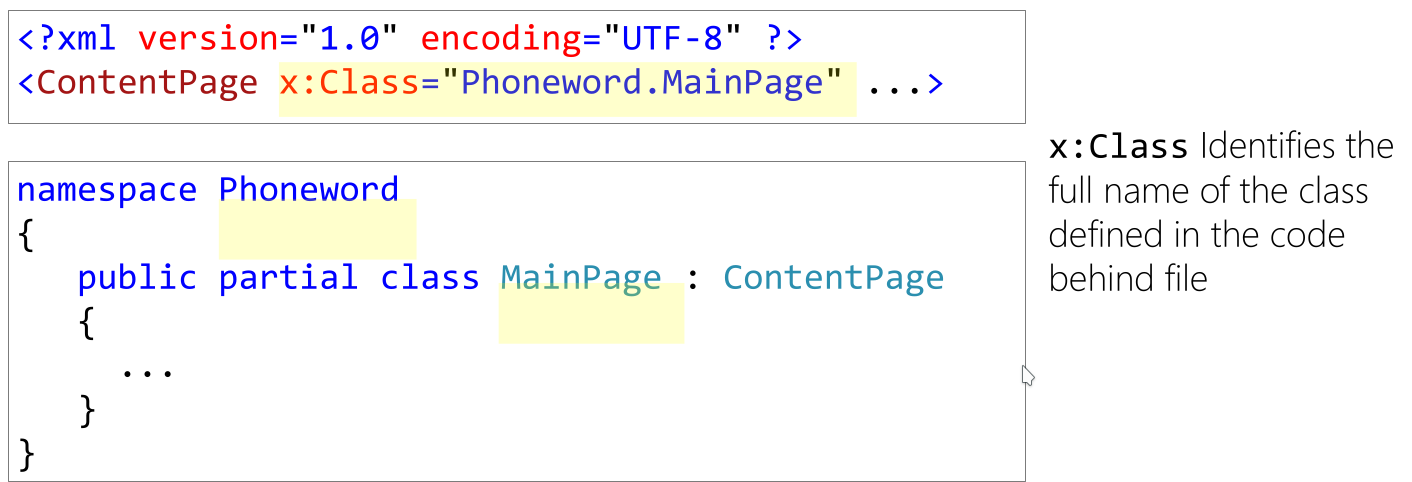 <?xml version="1.0" encoding="UTF-8" ?>
<ContentPage x:Class="Phoneword.MainPage" ...>
namespace Phoneword
{
   public partial class MainPage : ContentPage
   {
     ...
   }
}
x:Class Identifies the
full name of the class
defined in the code
behind file